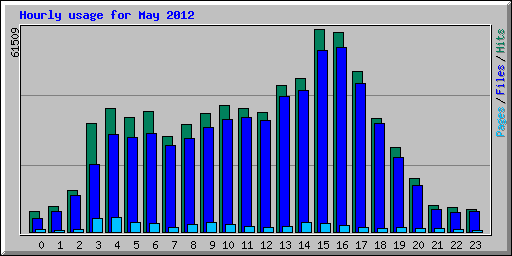 Hourly usage for May 2012
61509
Pages/Files/Hits
0 1 2 3 4 5 6 7 8 9 10 11 12 13 14 15 16 17 18 19 20 21 22 23